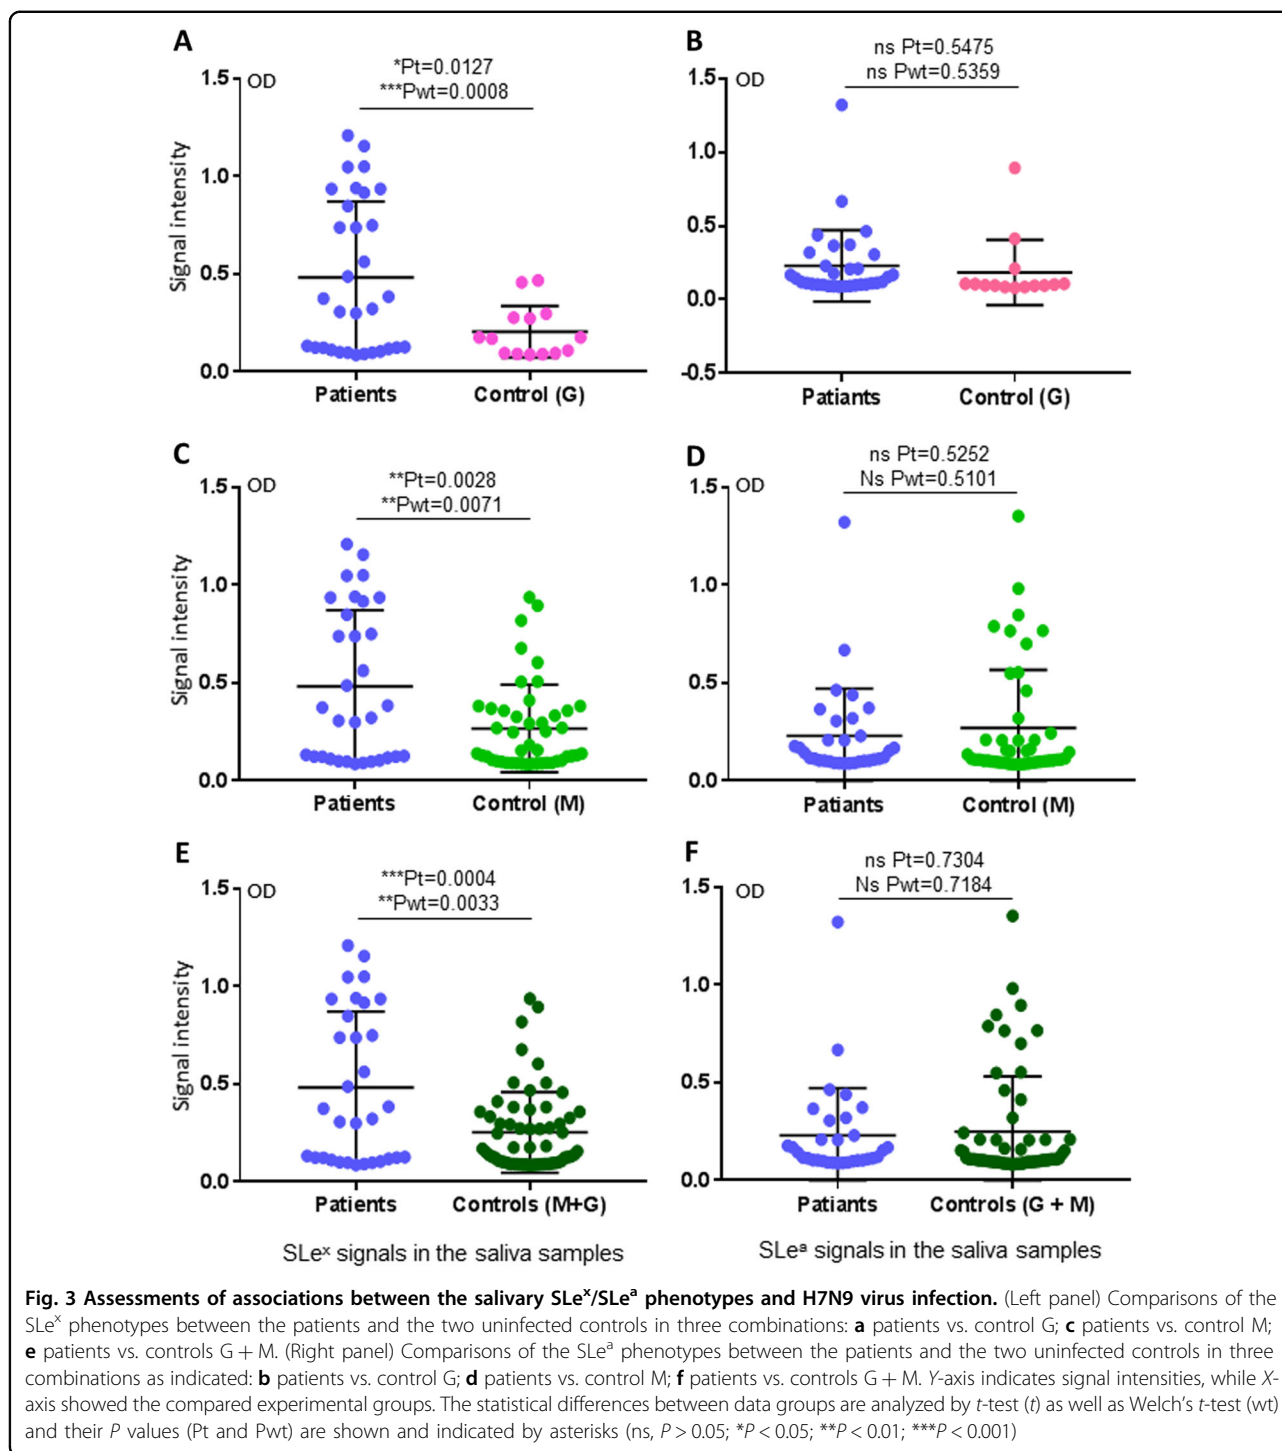 A
*Pt=0.0127
***Pwt=0.0008
1.5
OD
1.0
0.5
0.0
Signal intensity
Patients
Control (G)
B
ns Pt=0.5475
ns Pwt=0.5359
1.5
OD
1.0
0.5
0.0
-0.5
Patiants
Control (G)
C
**Pt=0.0028
**Pwt=0.0071
1.5
OD
1.0
0.5
0.0
Signal intensity
Patients
Control (M)
D
ns Pt=0.5252
Ns Pwt=0.5101
1.5
OD
1.0
0.5
0.0
Patiants
Control (M)
E
***Pt=0.0004
**Pwt=0.0033
1.5
OD
1.0
0.5
0.0
Signal intensity
Patients
Controls (M+G)
SLeˣ signals in the saliva samples
F
ns Pt=0.7304
Ns Pwt=0.7184
1.5
OD
1.0
0.5
0.0
Patiants
Controls (G + M)
SLeᵃ signals in the saliva samples
Fig. 3 Assessments of associations between the salivary SLeˣ/SLeᵃ phenotypes and H7N9 virus infection. (Left panel) Comparisons of the
SLeˣ phenotypes between the patients and the two uninfected controls in three combinations: a patients vs. control G; c patients vs. control M;
e patients vs. controls G + M. (Right panel) Comparisons of the SLeᵃ phenotypes between the patients and the two uninfected controls in three
combinations as indicated: b patients vs. control G; d patients vs. control M; f patients vs. controls G + M. Y-axis indicates signal intensities, while X-
axis showed the compared experimental groups. The statistical differences between data groups are analyzed by t-test (t) as well as Welch's t-test (wt)
and their P values (Pt and Pwt) are shown and indicated by asterisks (ns, P > 0.05; *P < 0.05; **P < 0.01; ***P < 0.001)